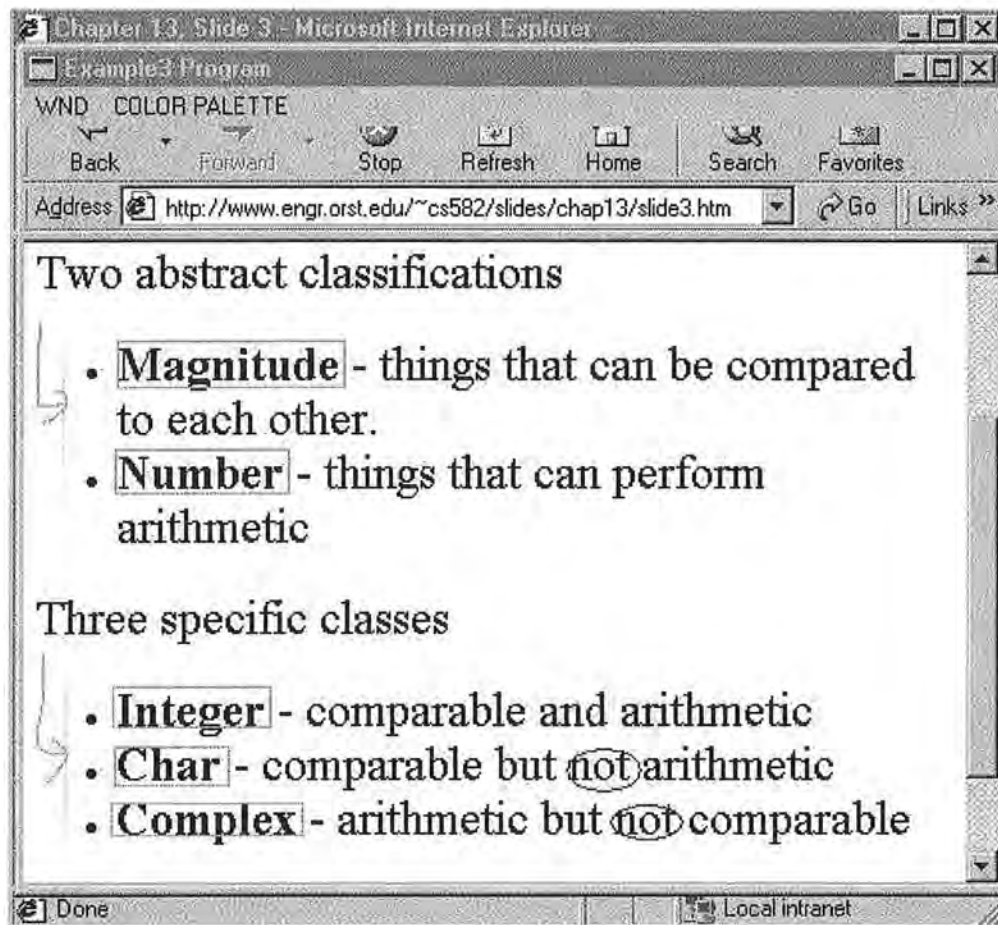 Chapter 13, Slide 3 - Microsoft Internet Explorer
Example3 Program
WND COLOR PALETTE
Back Forward Stop Refresh Home Search Favorites
Address http://www.engr.orst.edu/~cs582/slides/chap13/slide3.htm Go Links »
Two abstract classifications
• Magnitude - things that can be compared
to each other.
• Number - things that can perform
arithmetic
Three specific classes
• Integer - comparable and arithmetic
• Char - comparable but not arithmetic
• Complex - arithmetic but not comparable
Done Local intranet